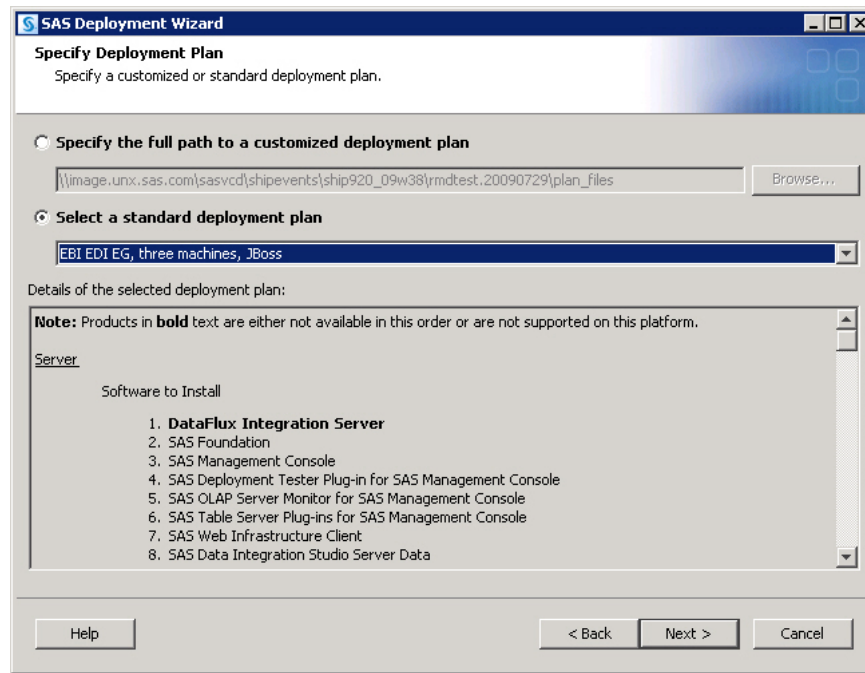 SAS Deployment Wizard
Specify Deployment Plan
Specify a customized or standard deployment plan.
Specify the full path to a customized deployment plan
\\image.unx.sas.com\sasvcd\shipevents\ship920_09w38\rmdtest.20090729\plan_files
Browse...
Select a standard deployment plan
EBI EDI EG, three machines, JBoss
Details of the selected deployment plan:
Note: Products in bold text are either not available in this order or are not supported on this platform.
Server
Software to Install
1. DataFlux Integration Server
2. SAS Foundation
3. SAS Management Console
4. SAS Deployment Tester Plug-in for SAS Management Console
5. SAS OLAP Server Monitor for SAS Management Console
6. SAS Table Server Plug-ins for SAS Management Console
7. SAS Web Infrastructure Client
8. SAS Data Integration Studio Server Data
Help
< Back
Next >
Cancel